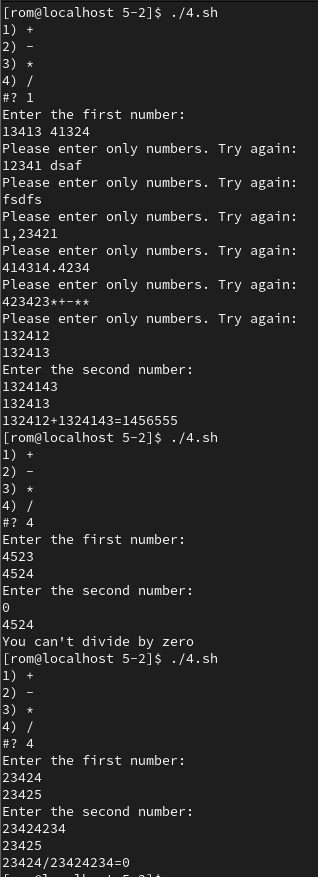 [rom@localhost 5-2]$ ./4.sh
1) +
2) -
3) *
4) /
#? 1
Enter the first number:
13413 41324
Please enter only numbers. Try again:
12341 dsaf
Please enter only numbers. Try again:
fsdfs
Please enter only numbers. Try again:
1,23421
Please enter only numbers. Try again:
414314.4234
Please enter only numbers. Try again:
423423*+-**
Please enter only numbers. Try again:
132412
132413
Enter the second number:
1324143
132413
132412+1324143=1456555
[rom@localhost 5-2]$ ./4.sh
1) +
2) -
3) *
4) /
#? 4
Enter the first number:
4523
4524
Enter the second number:
0
4524
You can't divide by zero
[rom@localhost 5-2]$ ./4.sh
1) +
2) -
3) *
4) /
#? 4
Enter the first number:
23424
23425
Enter the second number:
23424234
23425
23424/23424234=0